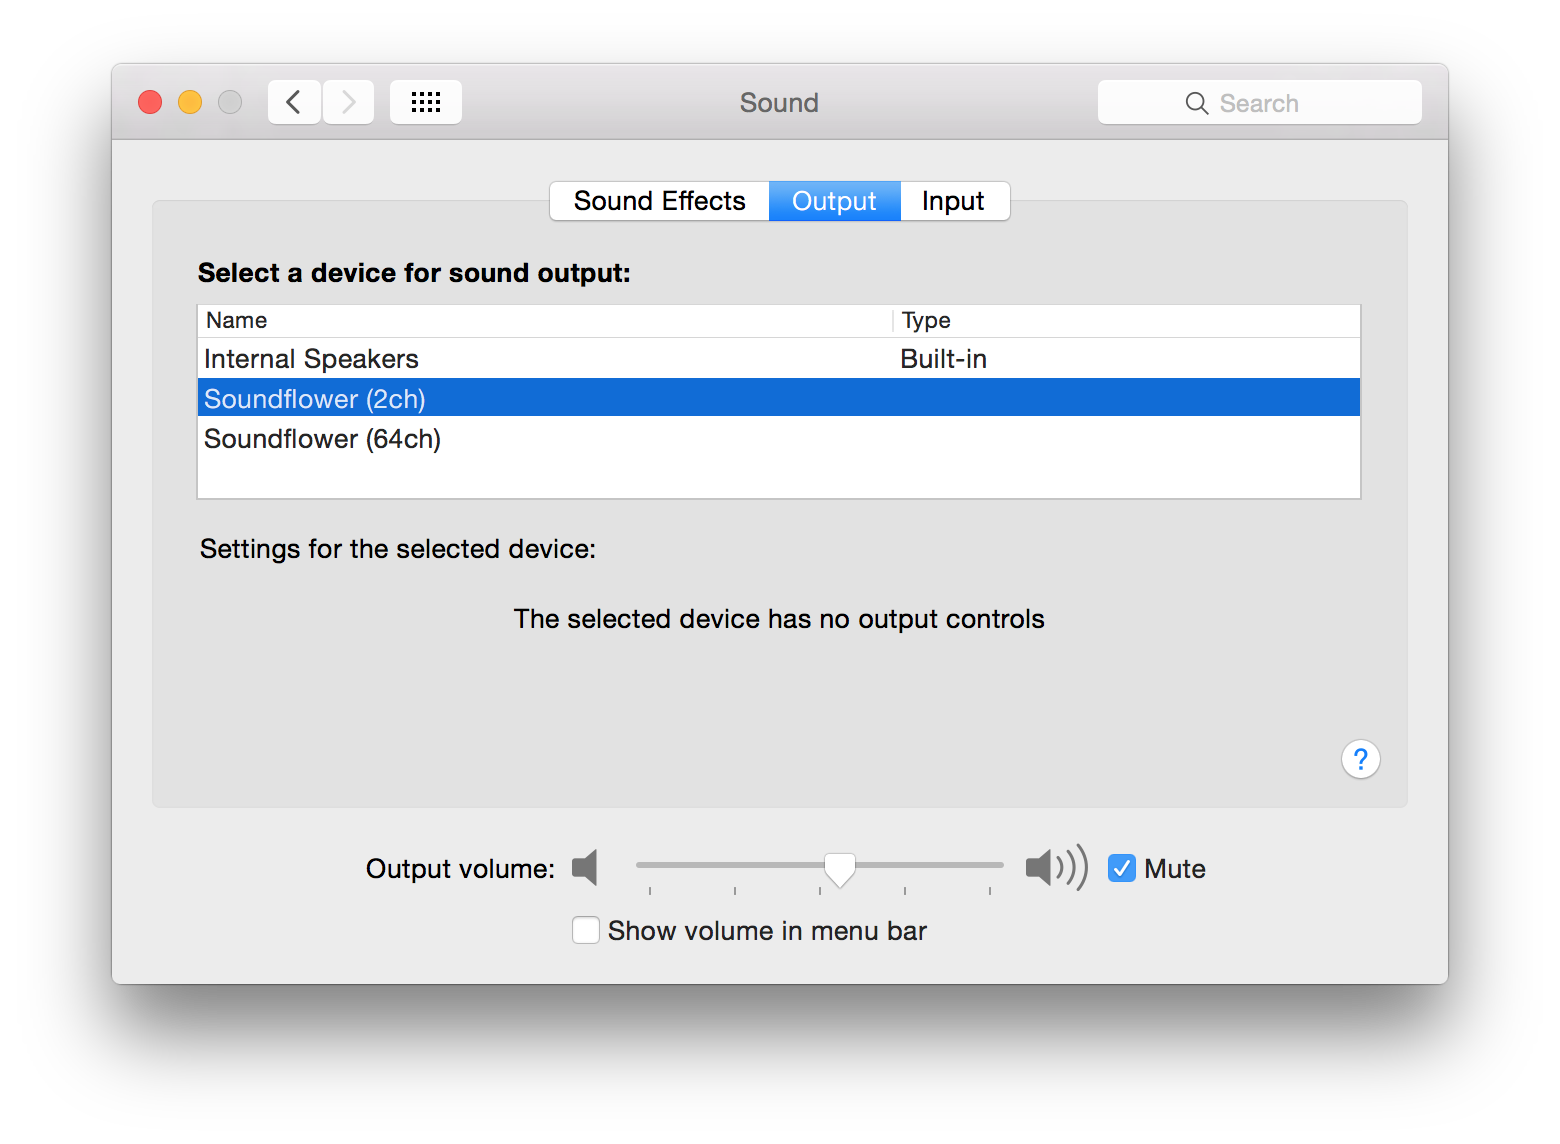 Sound
Search
Sound Effects Output Input
Select a device for sound output:
Name Type
Internal Speakers Built-in
Soundflower (2ch)
Soundflower (64ch)
Settings for the selected device:
The selected device has no output controls
?
Output volume: Mute
Show volume in menu bar